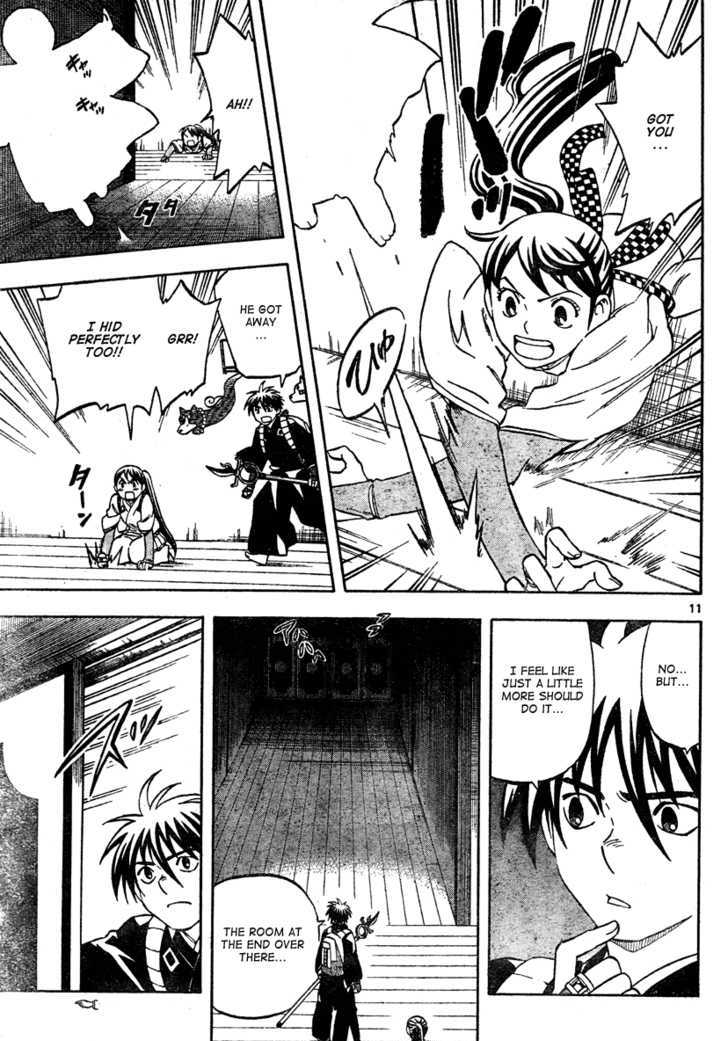 GOT
YOU
...
ひゅ
AH!!
キャッ
キャッ
タタ
HE GOT
AWAY
...
GRR!
I HID
PERFECTLY
TOO!!
ターン
11
NO...
BUT...
I FEEL LIKE
JUST A LITTLE
MORE SHOULD
DO IT...
THE ROOM AT
THE END OVER
THERE...